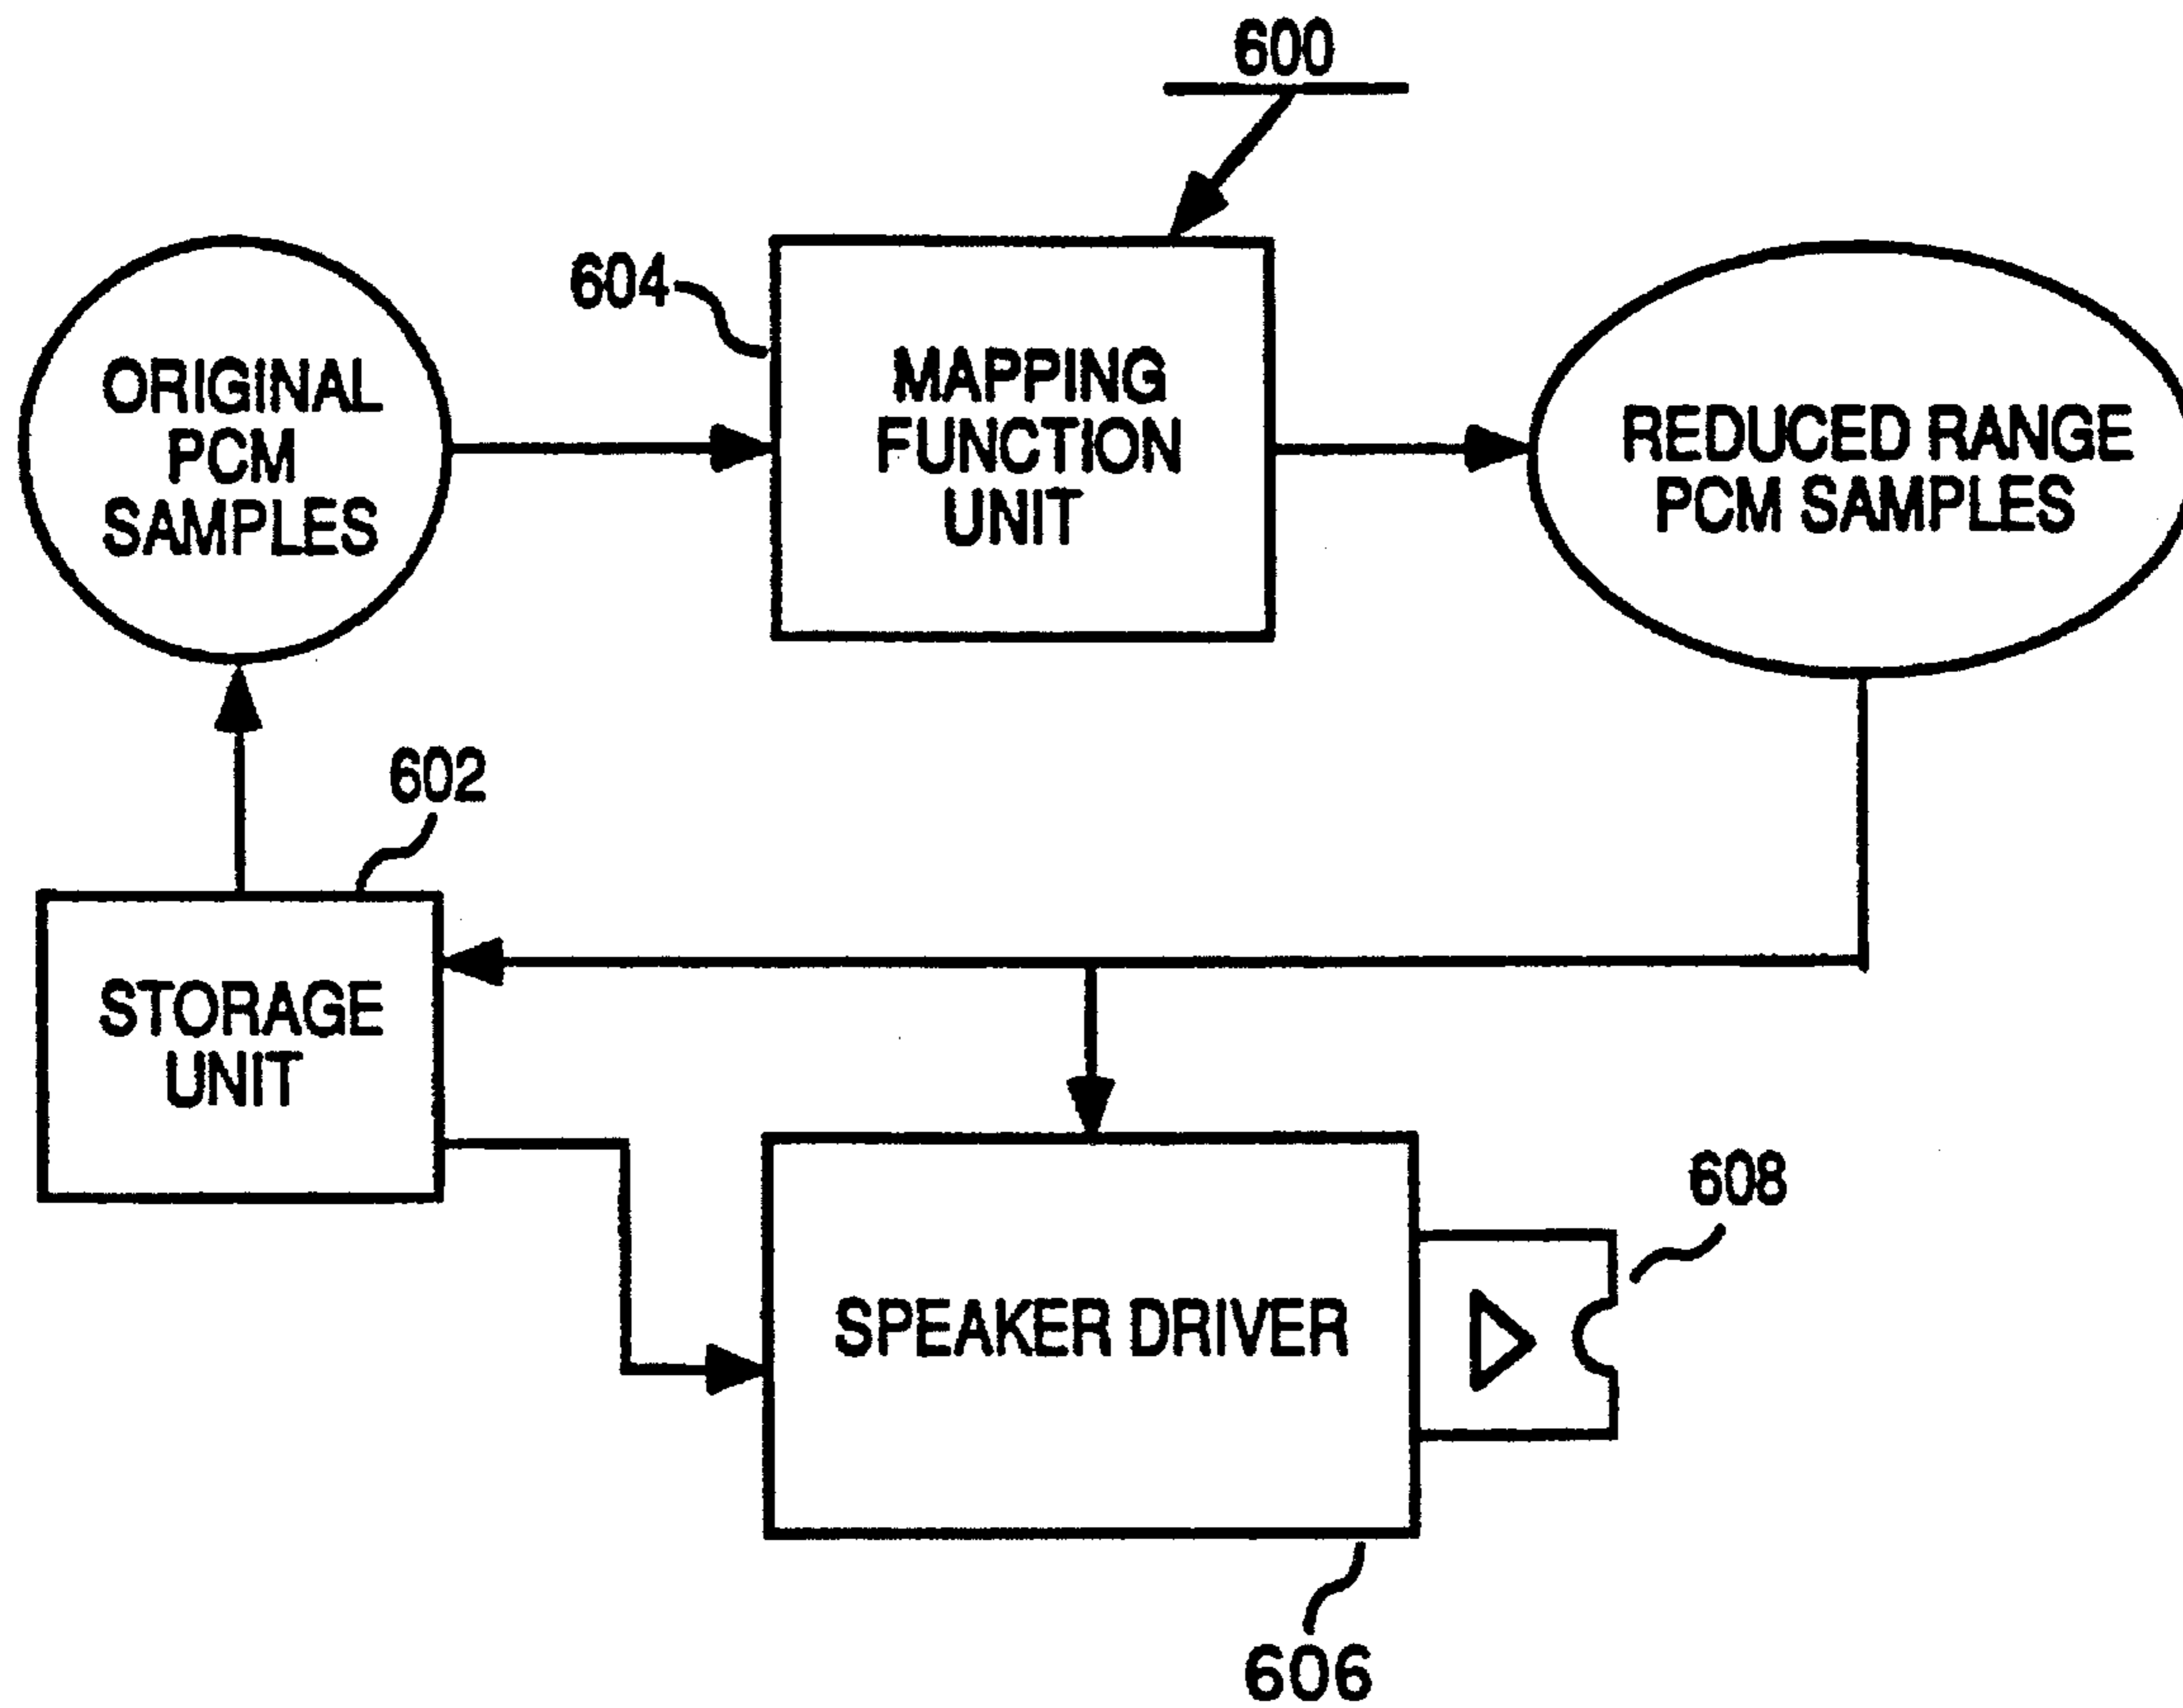 600
604
ORIGINAL
PCM
SAMPLES
MAPPING
FUNCTION
UNIT
REDUCED RANGE
PCM SAMPLES
602
STORAGE
UNIT
608
SPEAKER DRIVER
606